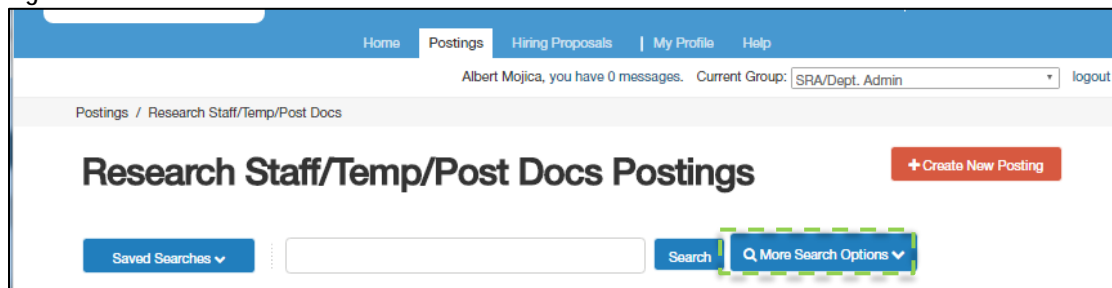 Home Postings Hiring Proposals | My Profile Help
Albert Mojica, you have 0 messages. Current Group: SRA/Dept. Admin logout
Postings / Research Staff/Temp/Post Docs
Research Staff/Temp/Post Docs Postings
+ Create New Posting
Saved Searches Search More Search Options